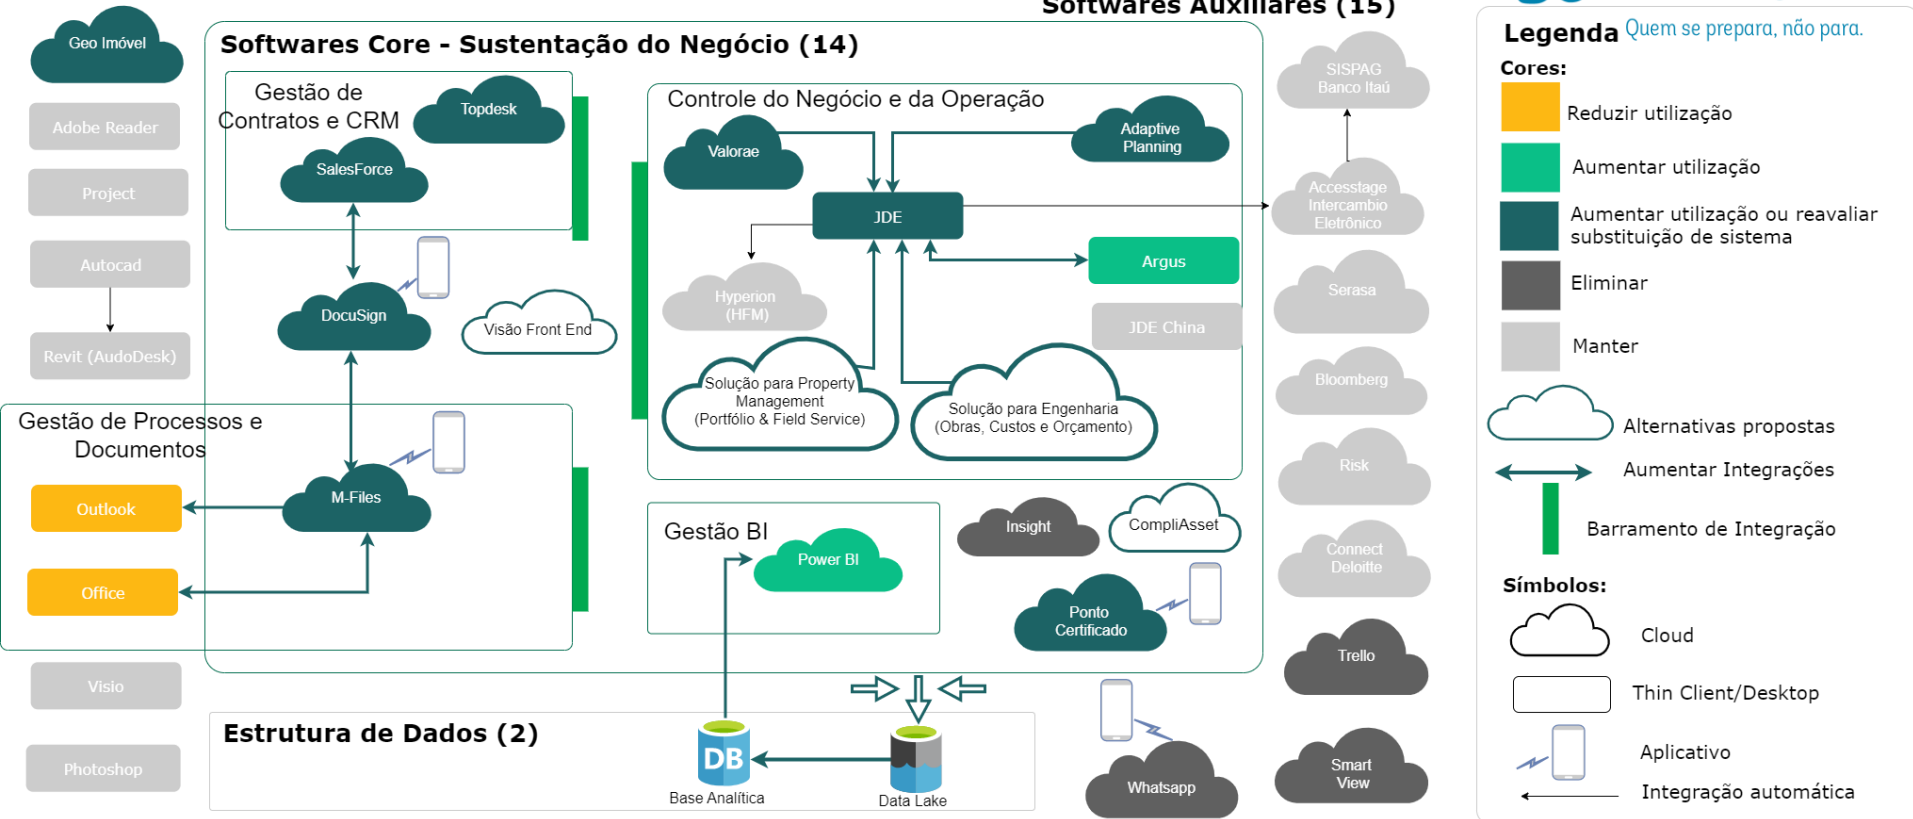 Softwares Auxiliares (15)
Geo Imóvel
Adobe Reader
Project
Autocad
Revit (AudoDesk)
Softwares Core - Sustentação do Negócio (14)
Gestão de
Contratos e CRM
Topdesk
SalesForce
DocuSign
Visão Front End
Gestão de Processos e
Documentos
Outlook
M-Files
Office
Visio
Photoshop
Controle do Negócio e da Operação
Valorae
Adaptive
Planning
JDE
Argus
Hyperion
(HFM)
JDE China
Solução para Property
Management
(Portfólio & Field Service)
Solução para Engenharia
(Obras, Custos e Orçamento)
Gestão BI
Power BI
Insight
CompliAsset
Ponto
Certificado
Estrutura de Dados (2)
DB
Base Analítica
Data Lake
Whatsapp
SISPAG
Banco Itaú
Accesstage
Intercambio
Eletrônico
Serasa
Bloomberg
Risk
Connect
Deloitte
Trello
Smart
View
Legenda
Quem se prepara, não para.
Cores:
Reduzir utilização
Aumentar utilização
Aumentar utilização ou reavaliar
substituição de sistema
Eliminar
Manter
Alternativas propostas
Aumentar Integrações
Barramento de Integração
Símbolos:
Cloud
Thin Client/Desktop
Aplicativo
Integração automática